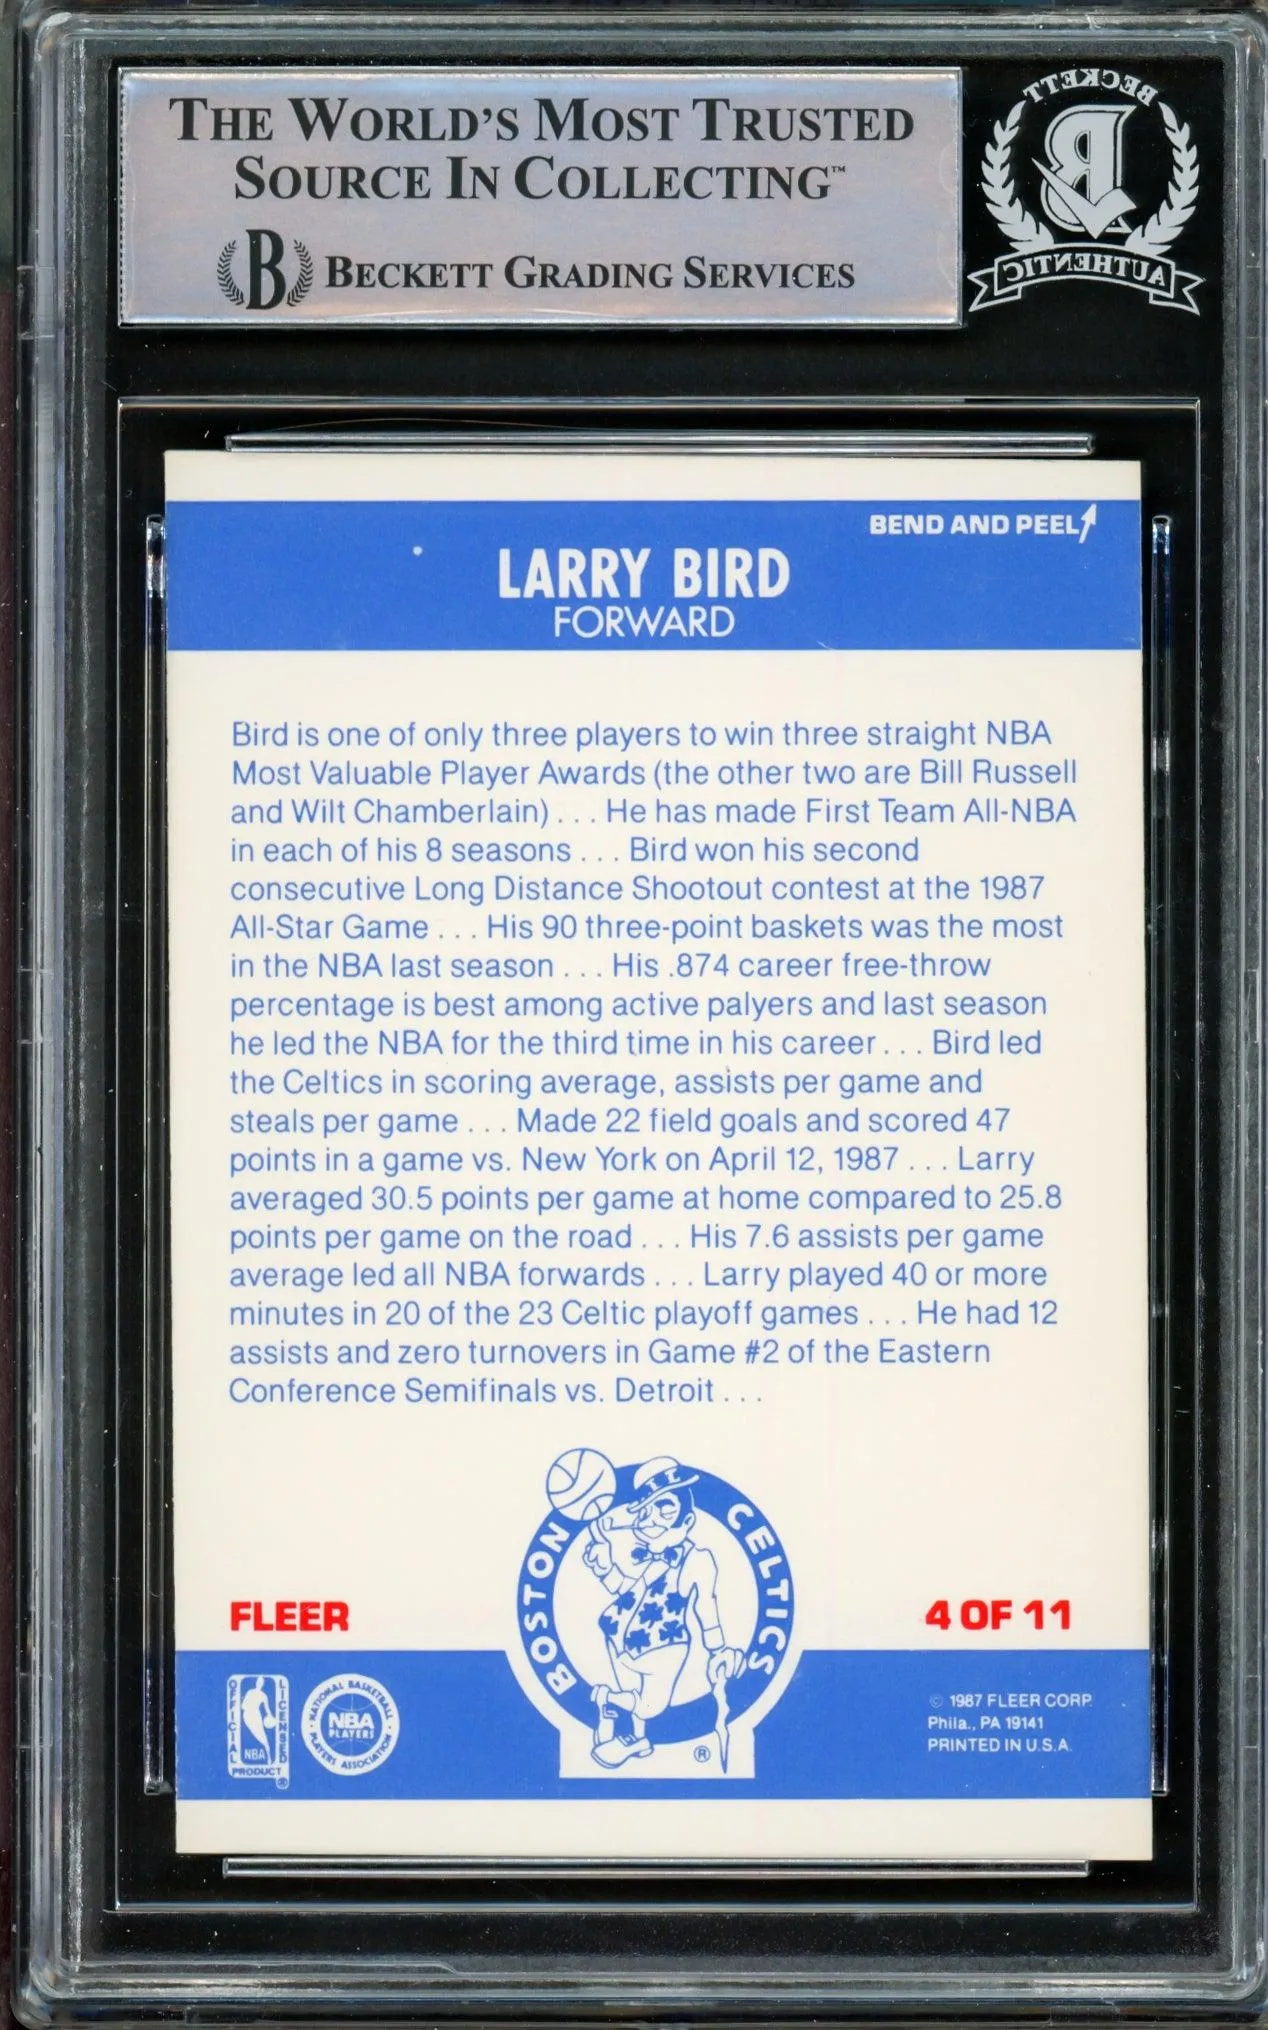 THE WORLD'S MOST TRUSTED
SOURCE IN COLLECTING™
B BECKETT GRADING SERVICES
BECKETT
B
AUTHENTIC
BEND AND PEEL
LARRY BIRD
FORWARD
Bird is one of only three players to win three straight NBA
Most Valuable Player Awards (the other two are Bill Russell
and Wilt Chamberlain) . . . He has made First Team All-NBA
in each of his 8 seasons . . . Bird won his second
consecutive Long Distance Shootout contest at the 1987
All-Star Game . . . His 90 three-point baskets was the most
in the NBA last season . . . His .874 career free-throw
percentage is best among active palyers and last season
he led the NBA for the third time in his career . . . Bird led
the Celtics in scoring average, assists per game and
steals per game . . . Made 22 field goals and scored 47
points in a game vs. New York on April 12, 1987 . . . Larry
averaged 30.5 points per game at home compared to 25.8
points per game on the road . . . His 7.6 assists per game
average led all NBA forwards . . . Larry played 40 or more
minutes in 20 of the 23 Celtic playoff games . . . He had 12
assists and zero turnovers in Game #2 of the Eastern
Conference Semifinals vs. Detroit . . .
BOSTON CELTICS
®
FLEER
4 OF 11
OFFICIAL LICENSED
NBA
PRODUCT
®
NATIONAL BASKETBALL
NBA
PLAYERS
PLAYERS ASSOCIATION
© 1987 FLEER CORP.
Phila., PA 19141
PRINTED IN U.S.A.